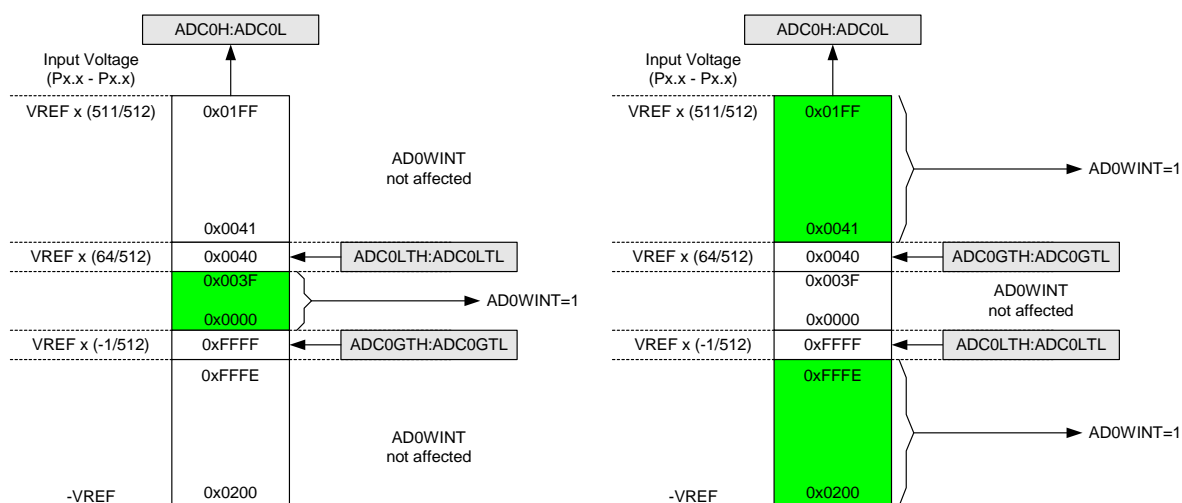 ADC0H:ADC0L
Input Voltage
(Px.x - Px.x)
VREF x (511/512)
0x01FF
AD0WINT
not affected
0x0041
VREF x (64/512)
0x0040
ADC0LTH:ADC0LTL
0x003F
AD0WINT=1
0x0000
VREF x (-1/512)
0xFFFF
ADC0GTH:ADC0GTL
0xFFFE
AD0WINT
not affected
-VREF
0x0200
ADC0H:ADC0L
Input Voltage
(Px.x - Px.x)
VREF x (511/512)
0x01FF
AD0WINT=1
0x0041
VREF x (64/512)
0x0040
ADC0GTH:ADC0GTL
0x003F
AD0WINT
not affected
0x0000
VREF x (-1/512)
0xFFFF
ADC0LTH:ADC0LTL
0xFFFE
AD0WINT=1
-VREF
0x0200